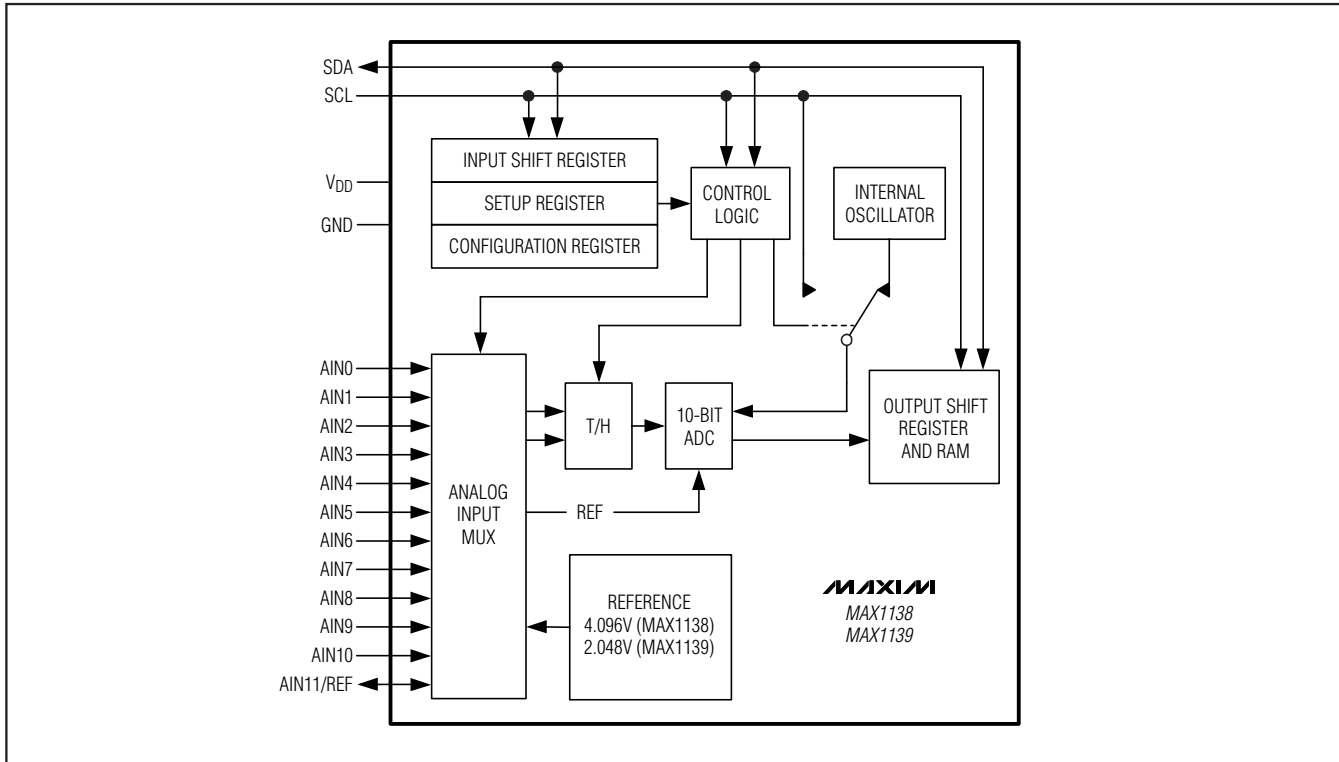 SDA
SCL
VDD
GND
INPUT SHIFT REGISTER
SETUP REGISTER
CONFIGURATION REGISTER
CONTROL
LOGIC
INTERNAL
OSCILLATOR
AIN0
AIN1
AIN2
AIN3
AIN4
AIN5
AIN6
AIN7
AIN8
AIN9
AIN10
AIN11/REF
ANALOG
INPUT
MUX
T/H
10-BIT
ADC
REF
OUTPUT SHIFT
REGISTER
AND RAM
REFERENCE
4.096V (MAX1138)
2.048V (MAX1139)
MAXIM
MAX1138
MAX1139